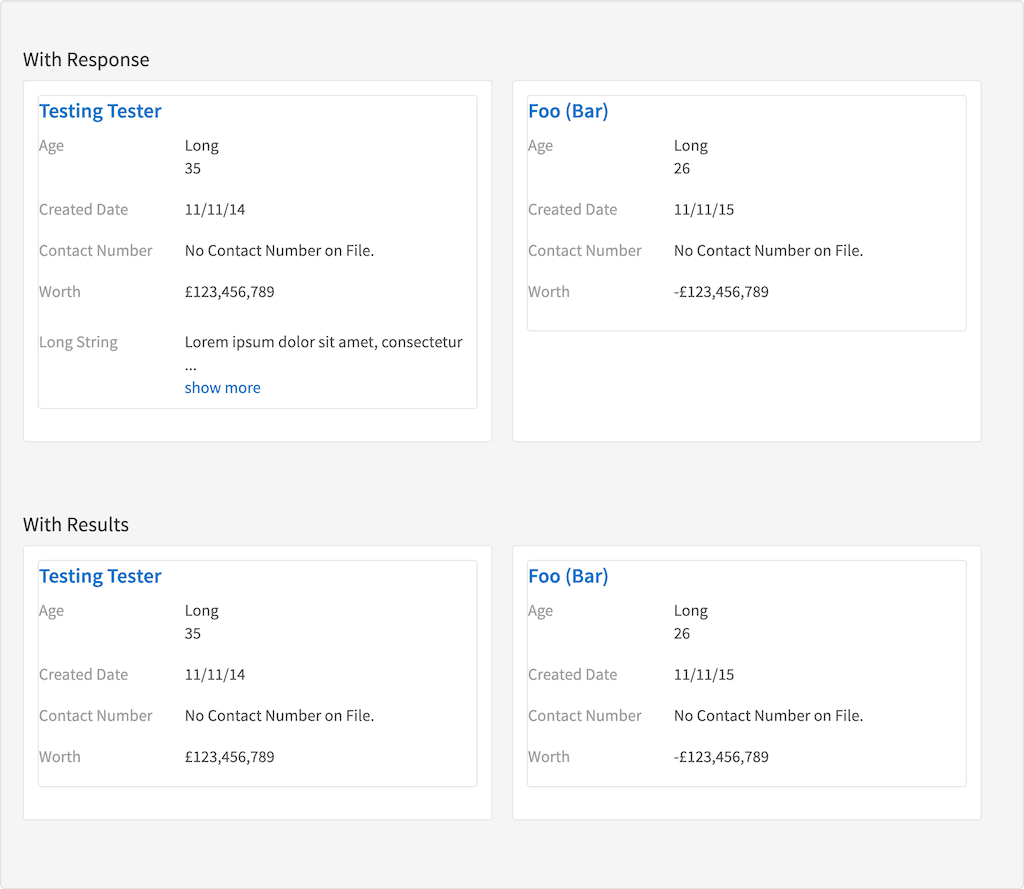 With Response
Testing Tester
Age
Long
35
Created Date
11/11/14
Contact Number
No Contact Number on File.
Worth
£123,456,789
Long String
Lorem ipsum dolor sit amet, consectetur
...
show more
Foo (Bar)
Age
Long
26
Created Date
11/11/15
Contact Number
No Contact Number on File.
Worth
-£123,456,789
With Results
Testing Tester
Age
Long
35
Created Date
11/11/14
Contact Number
No Contact Number on File.
Worth
£123,456,789
Foo (Bar)
Age
Long
26
Created Date
11/11/15
Contact Number
No Contact Number on File.
Worth
-£123,456,789